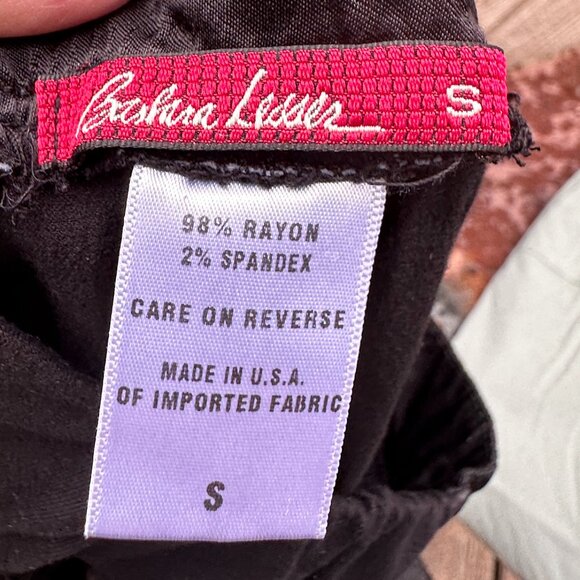 Barbara Lesser S
98% RAYON
2% SPANDEX
CARE ON REVERSE
MADE IN U.S.A.
OF IMPORTED FABRIC
S